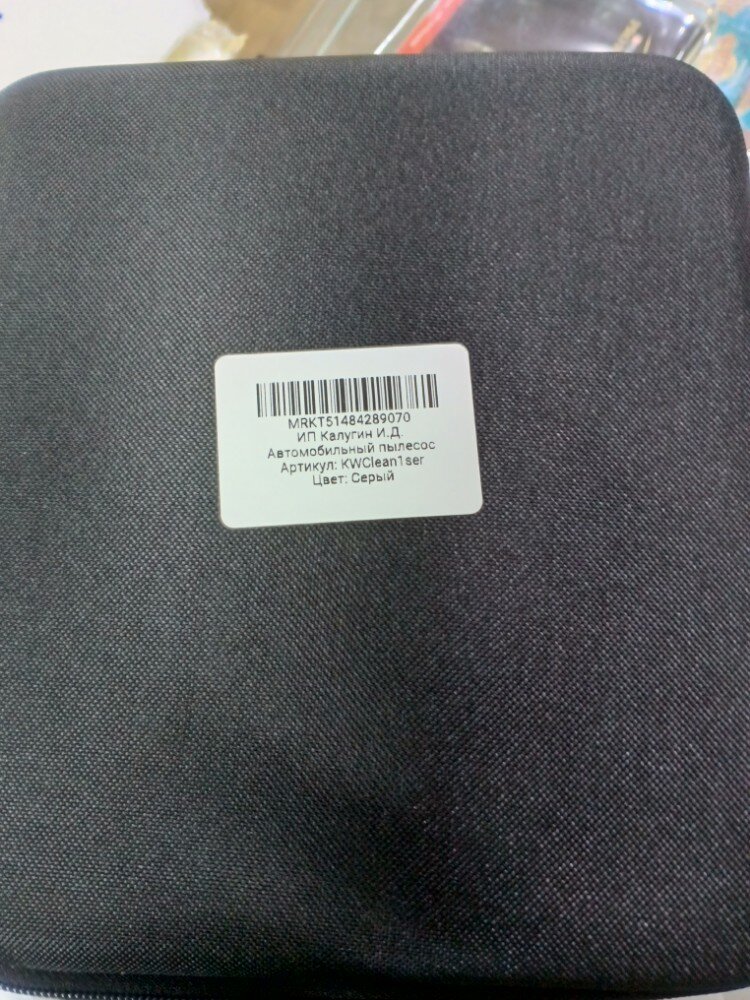 MRKT51484289070
ИП Калугин И.Д.
Автомобильный пылесос
Артикул: KWClean1ser
Цвет: Серый